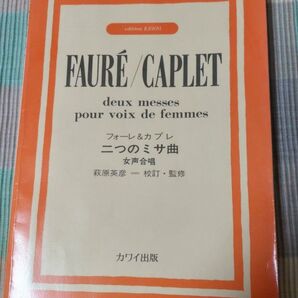 edition KAWAI
FAURÉ/CAPLET
deux messes
pour voix de femmes
フォーレ&カプレ
二つのミサ曲
女声合唱
萩原英彦 — 校訂・監修
カワイ出版